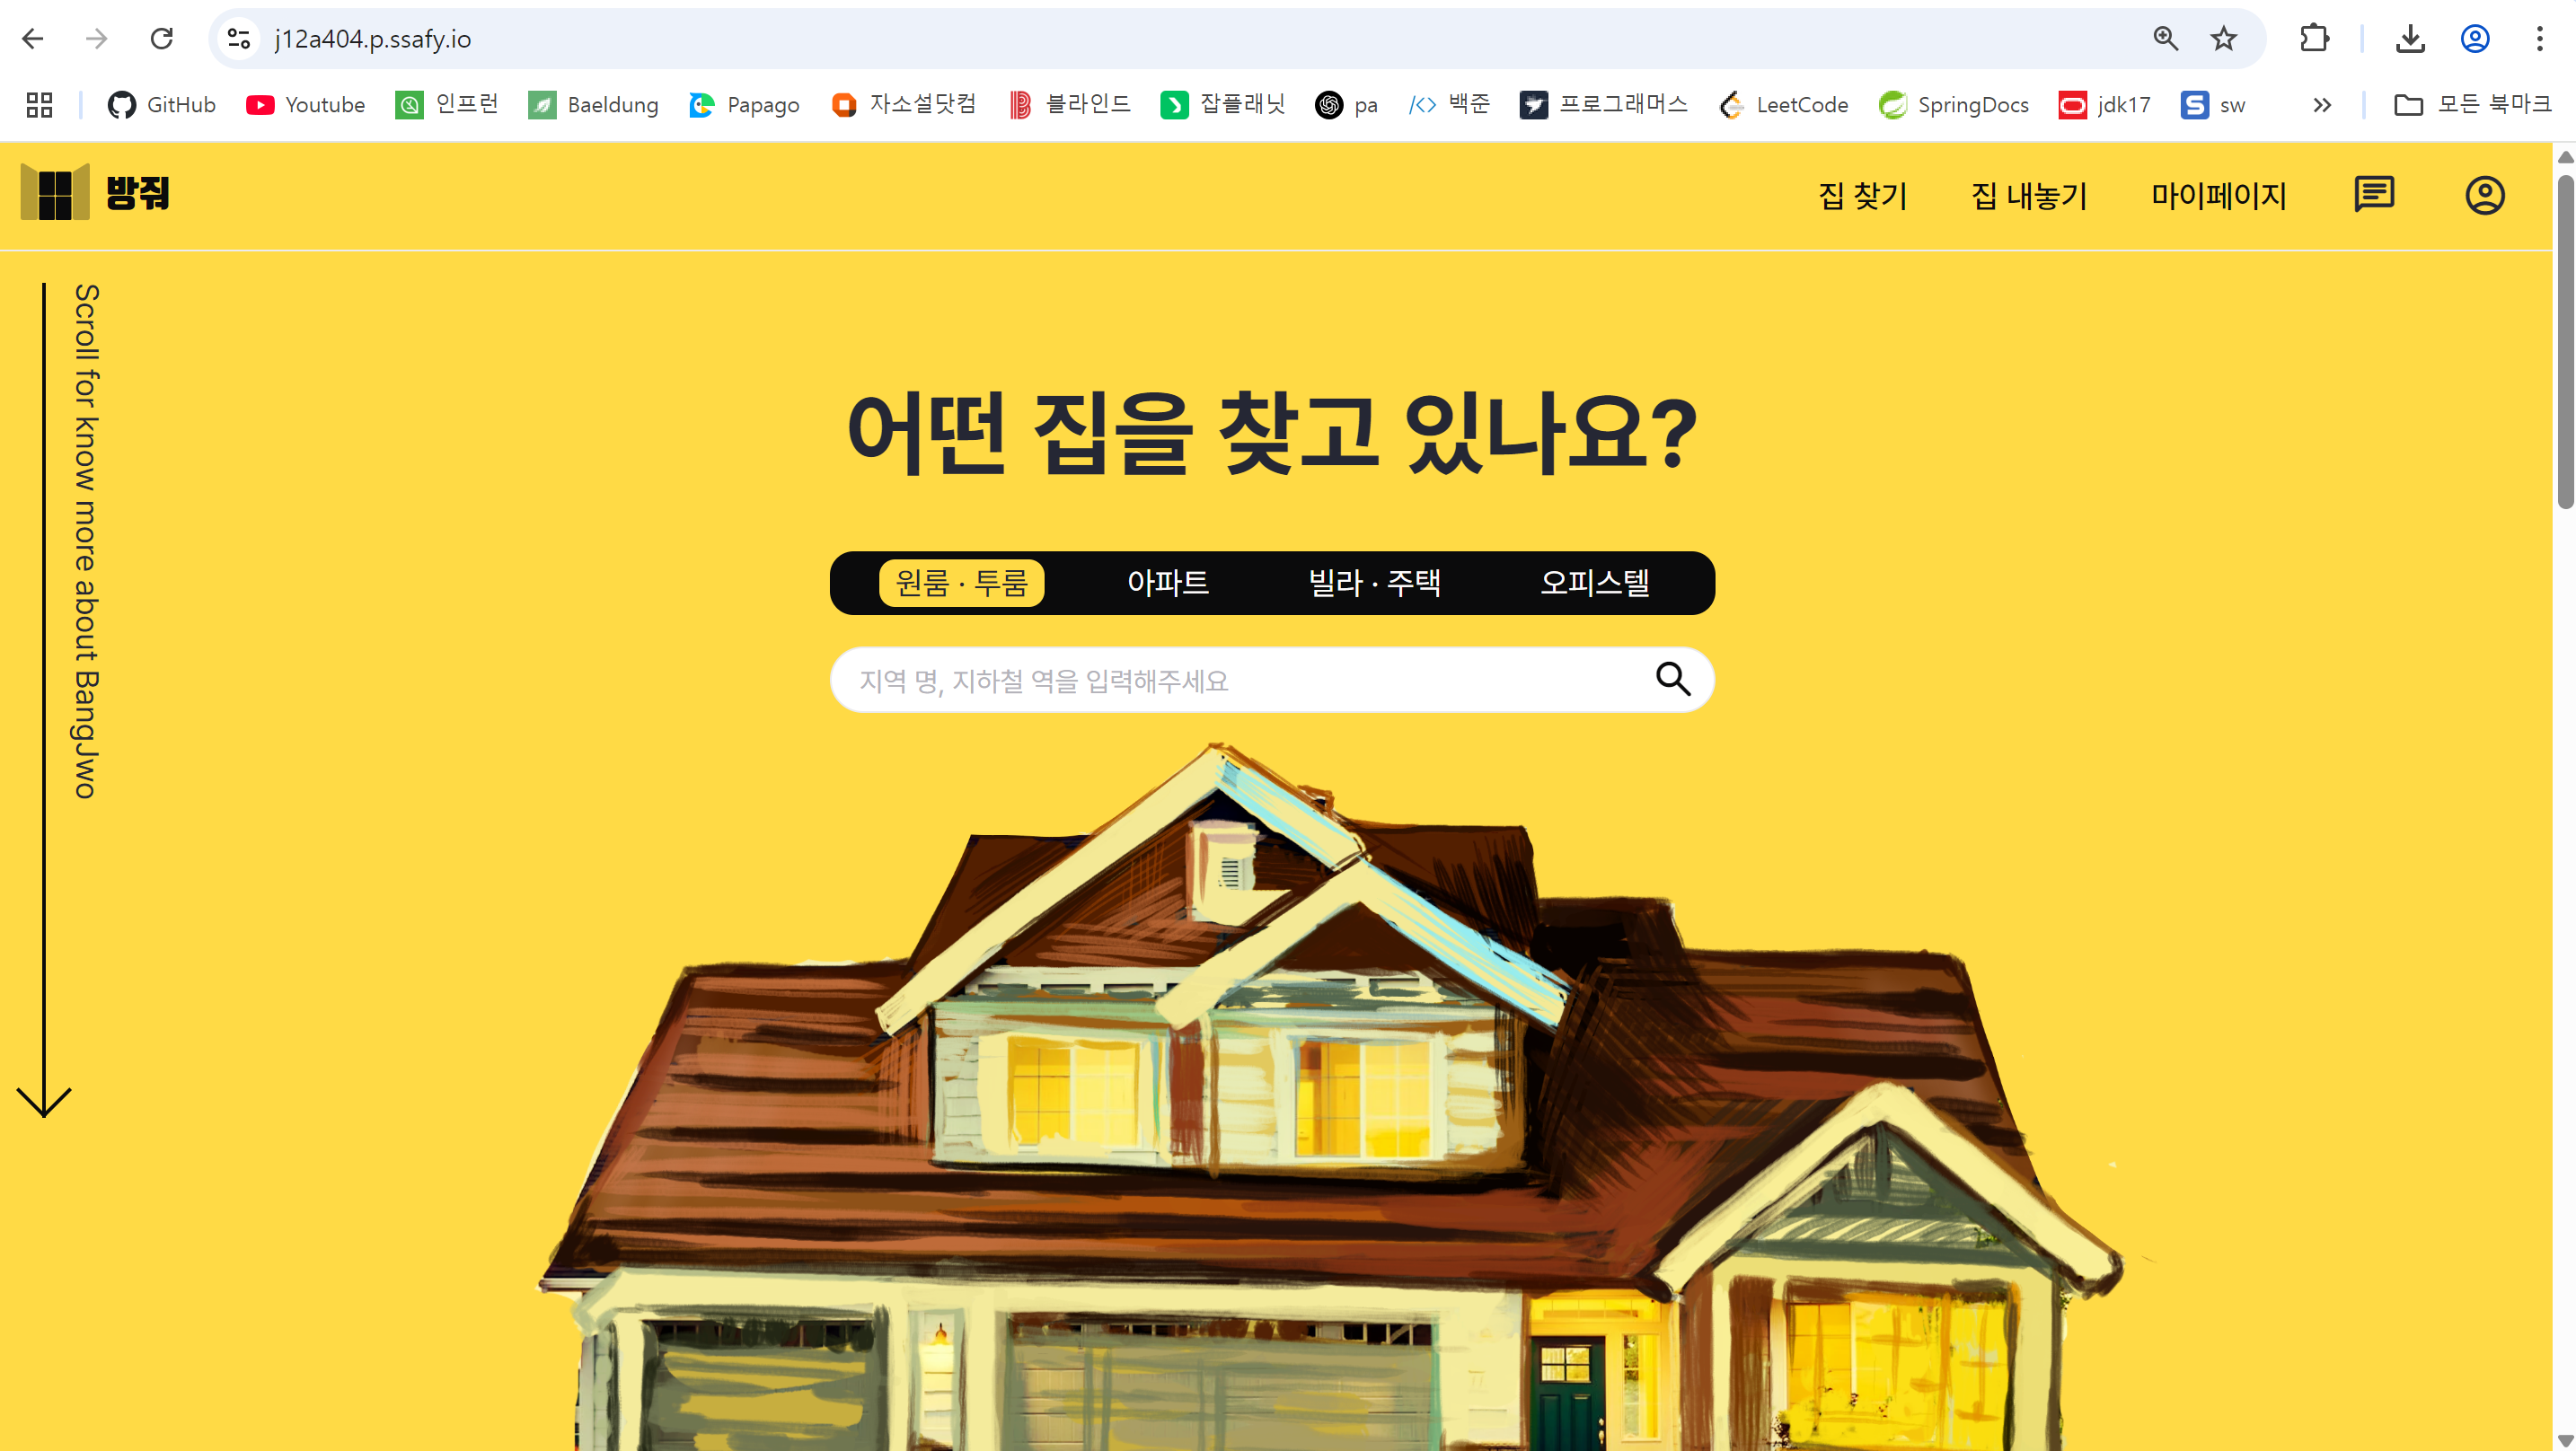 j12a404.p.ssafy.io
GitHub Youtube 인프런 Baeldung Papago 자소설닷컴 블라인드 잡플래닛 pa 백준 프로그래머스 LeetCode SpringDocs jdk17 sw 모든 북마크
방줘 집 찾기 집 내놓기 마이페이지
Scroll for know more about BangJwo
어떤 집을 찾고 있나요?
원룸 · 투룸 아파트 빌라 · 주택 오피스텔
지역 명, 지하철 역을 입력해주세요